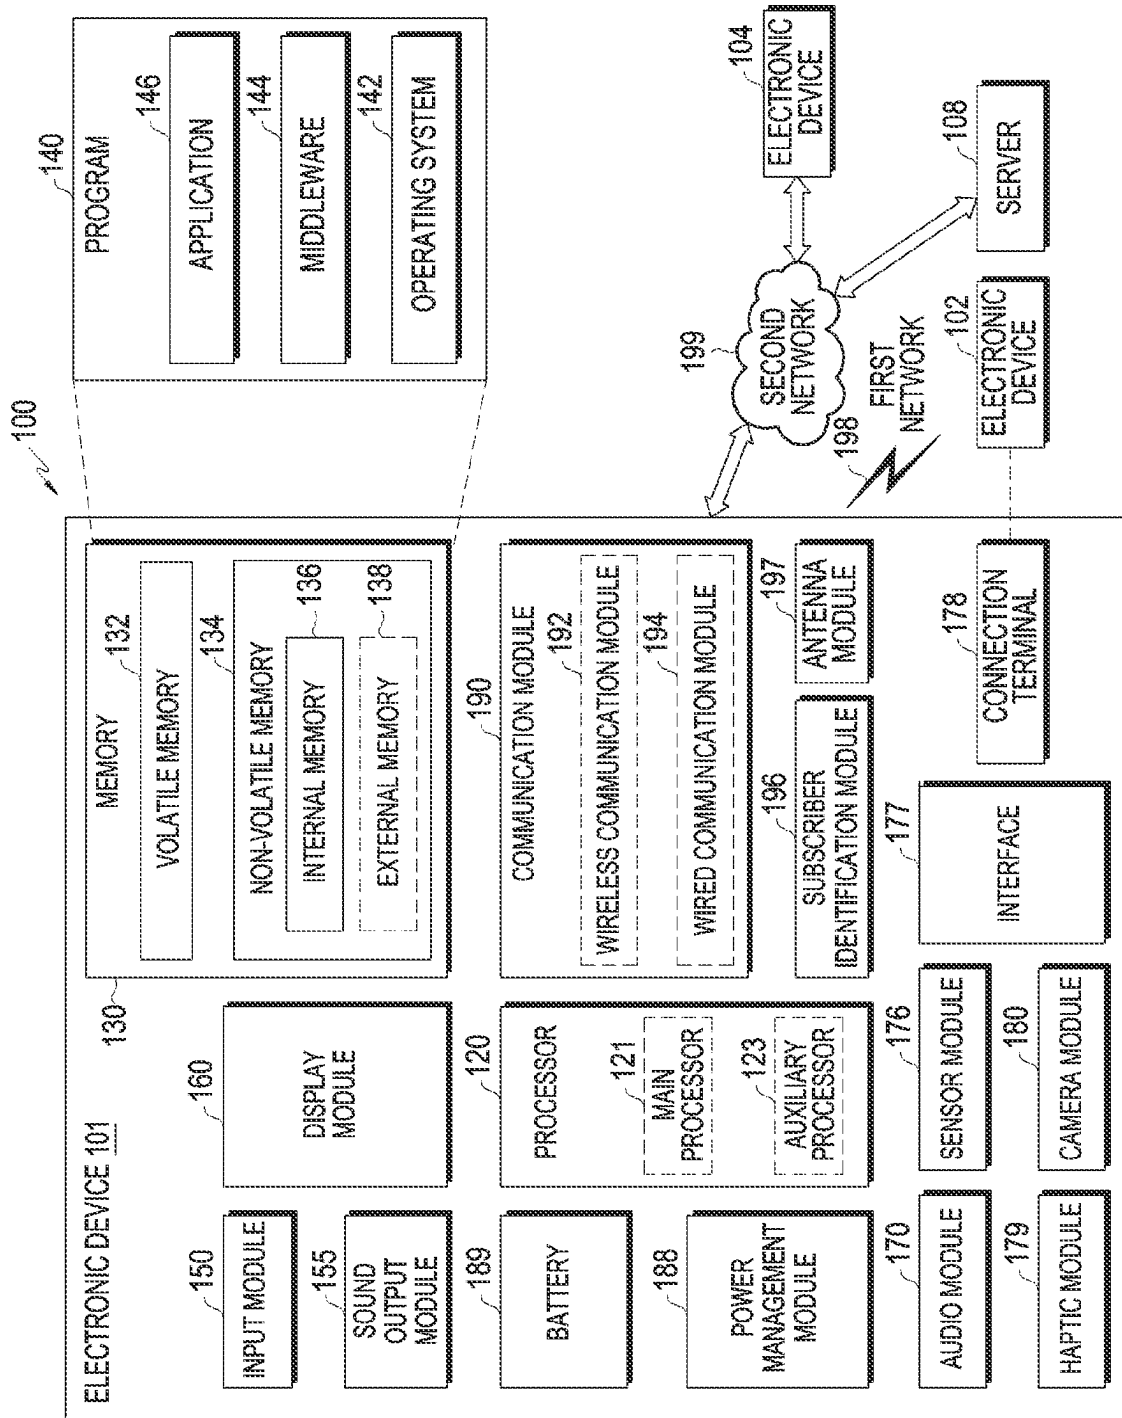 100
ELECTRONIC DEVICE 101
INPUT MODULE
150
SOUND
OUTPUT
MODULE
155
BATTERY
189
POWER
MANAGEMENT
MODULE
188
AUDIO MODULE
170
HAPTIC MODULE
179
DISPLAY
MODULE
160
PROCESSOR
120
MAIN
PROCESSOR
121
AUXILIARY
PROCESSOR
123
SENSOR MODULE
176
CAMERA MODULE
180
130
MEMORY
VOLATILE MEMORY
132
NON-VOLATILE MEMORY
134
INTERNAL MEMORY
136
EXTERNAL MEMORY
138
COMMUNICATION MODULE
190
WIRELESS COMMUNICATION MODULE
192
WIRED COMMUNICATION MODULE
194
SUBSCRIBER
IDENTIFICATION MODULE
196
ANTENNA
MODULE
197
INTERFACE
177
CONNECTION
TERMINAL
178
PROGRAM
140
APPLICATION
146
MIDDLEWARE
144
OPERATING SYSTEM
142
SECOND
NETWORK
199
FIRST
NETWORK
198
ELECTRONIC
DEVICE
104
SERVER
108
ELECTRONIC
DEVICE
102